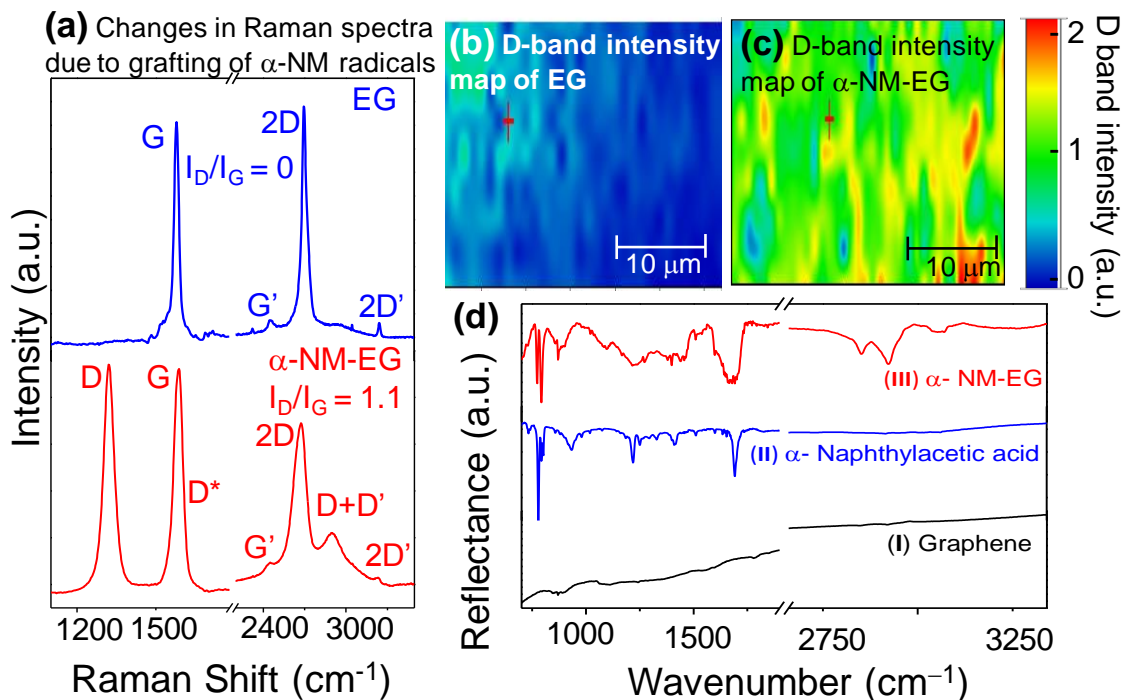 (a) Changes in Raman spectra
due to grafting of α-NM radicals
EG
G
2D
I_D/I_G = 0
G’
2D’
α-NM-EG
D
G
I_D/I_G = 1.1
2D
D*
D+D’
G’
2D’
Intensity (a.u.)
1200
1600
2400
3000
Raman Shift (cm⁻¹)
(b) D-band intensity
map of EG
10 μm
(c) D-band intensity
map of α-NM-EG
10 μm
2
1
0
D band intensity (a.u.)
(d)
(III) α- NM-EG
(II) α- Naphthylacetic acid
(I) Graphene
Reflectance (a.u.)
1000
1500
2750
3250
Wavenumber (cm⁻¹)